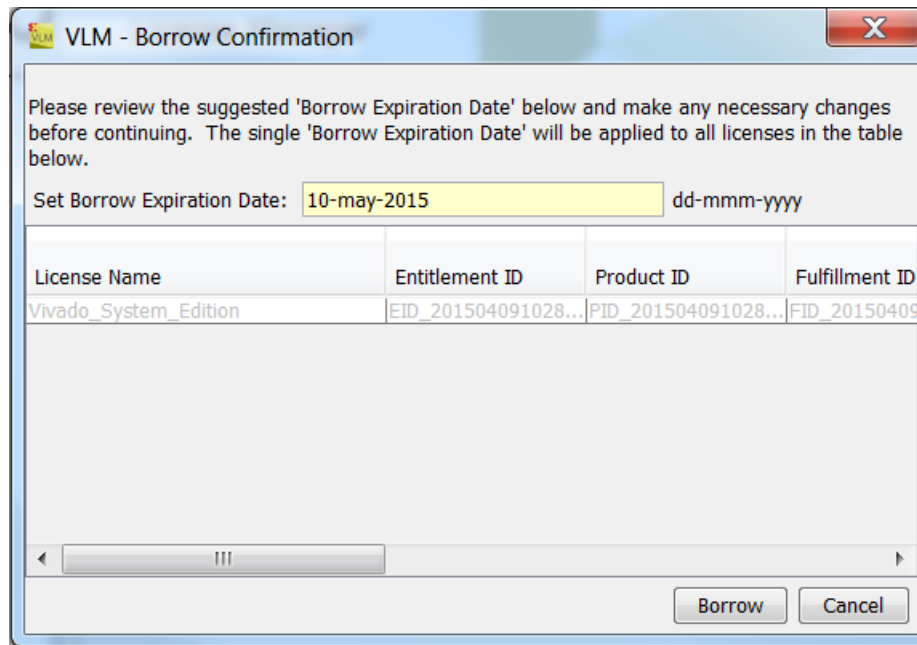 VLM - Borrow Confirmation
Please review the suggested 'Borrow Expiration Date' below and make any necessary changes
before continuing.  The single 'Borrow Expiration Date' will be applied to all licenses in the table
below.
Set Borrow Expiration Date: 10-may-2015 dd-mmm-yyyy
License Name Entitlement ID Product ID Fulfillment ID
Vivado_System_Edition EID_201504091028... PID_201504091028... FID_20150409
Borrow Cancel